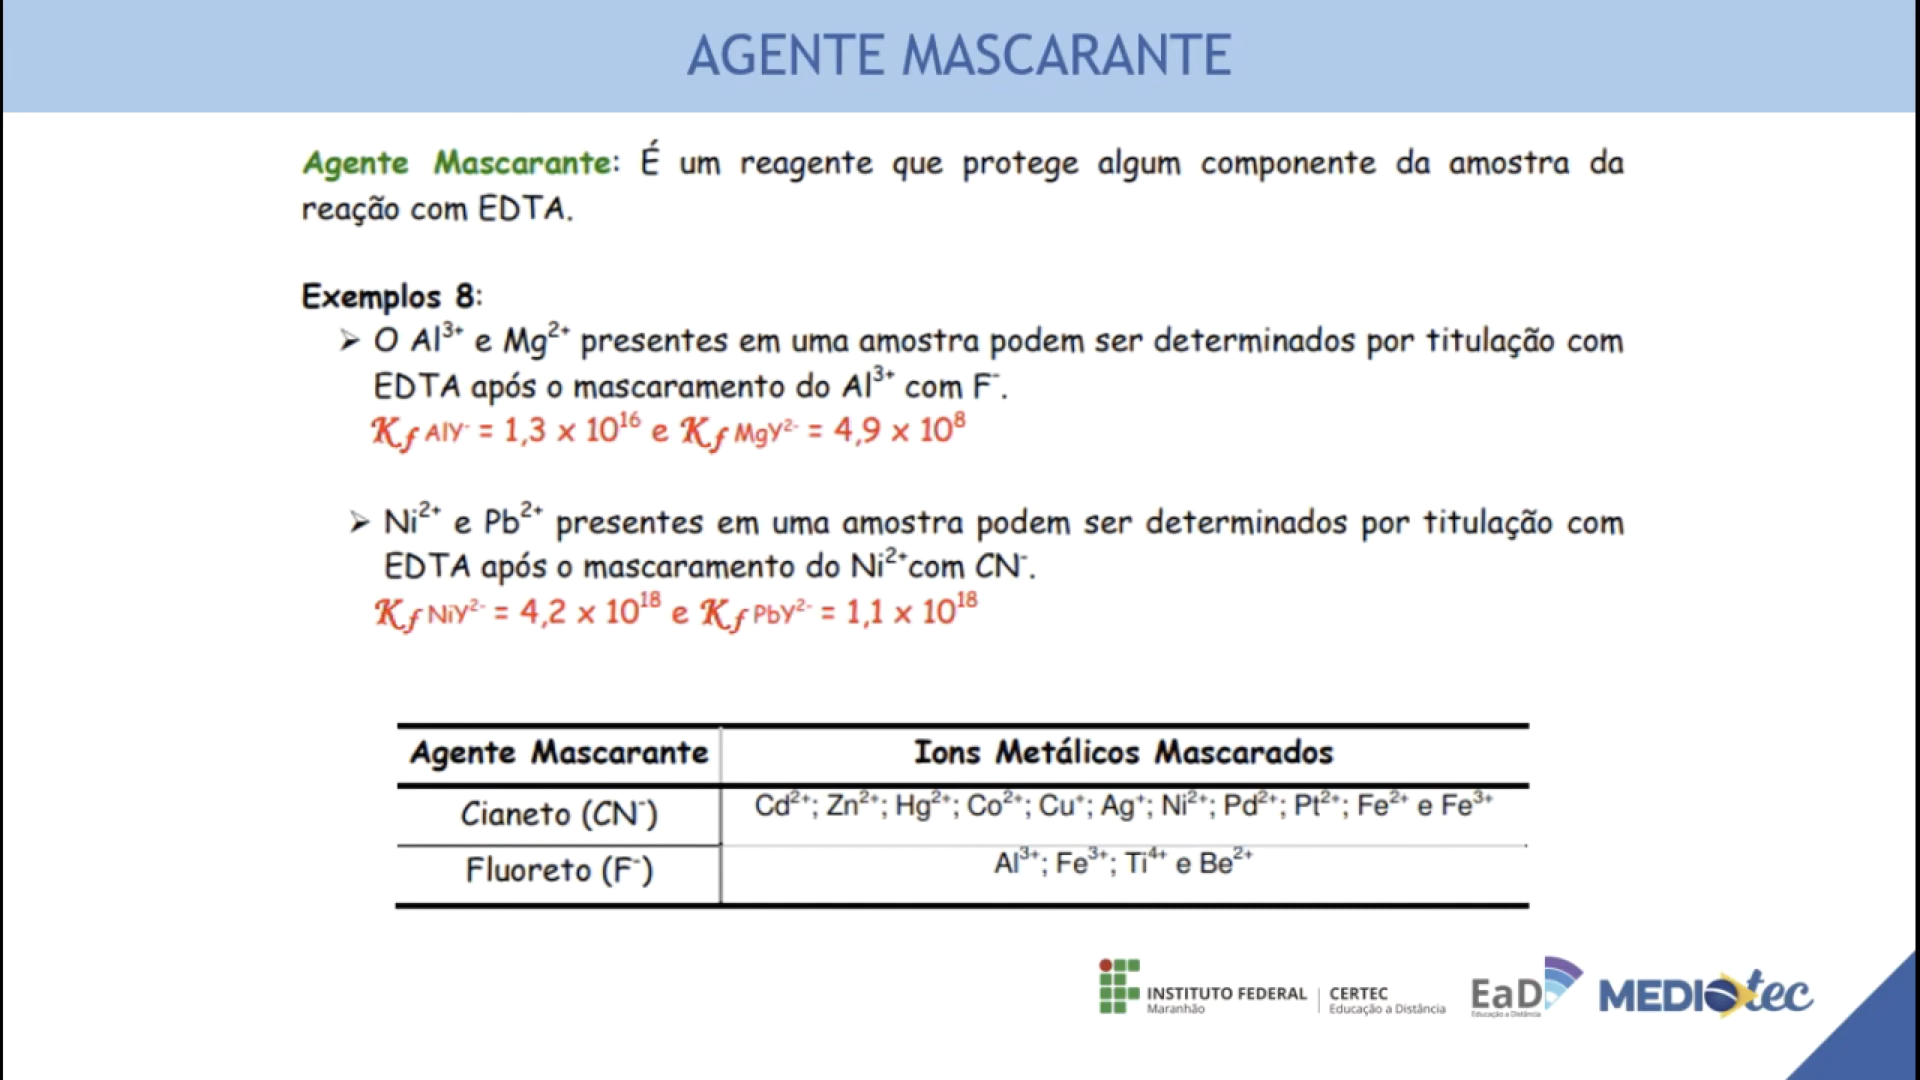 AGENTE MASCARANTE
Agente Mascarante: É um reagente que protege algum componente da amostra da
reação com EDTA.
Exemplos 8:
➢ O Al³⁺ e Mg²⁺ presentes em uma amostra podem ser determinados por titulação com
EDTA após o mascaramento do Al³⁺ com F⁻.
Kf AlY⁻ = 1,3 x 10¹⁶ e Kf MgY²⁻ = 4,9 x 10⁸
➢ Ni²⁺ e Pb²⁺ presentes em uma amostra podem ser determinados por titulação com
EDTA após o mascaramento do Ni²⁺com CN⁻.
Kf NiY²⁻ = 4,2 x 10¹⁸ e Kf PbY²⁻ = 1,1 x 10¹⁸
Agente Mascarante Ions Metálicos Mascarados
Cianeto (CN⁻) Cd²⁺; Zn²⁺; Hg²⁺; Co²⁺; Cu⁺; Ag⁺; Ni²⁺; Pd²⁺; Pt²⁺; Fe²⁺ e Fe³⁺
Fluoreto (F⁻) Al³⁺; Fe³⁺; Ti⁴⁺ e Be²⁺
INSTITUTO FEDERAL
Maranhão
CERTEC
Educação a Distância
EaD
Educação a Distância
MEDIOtec